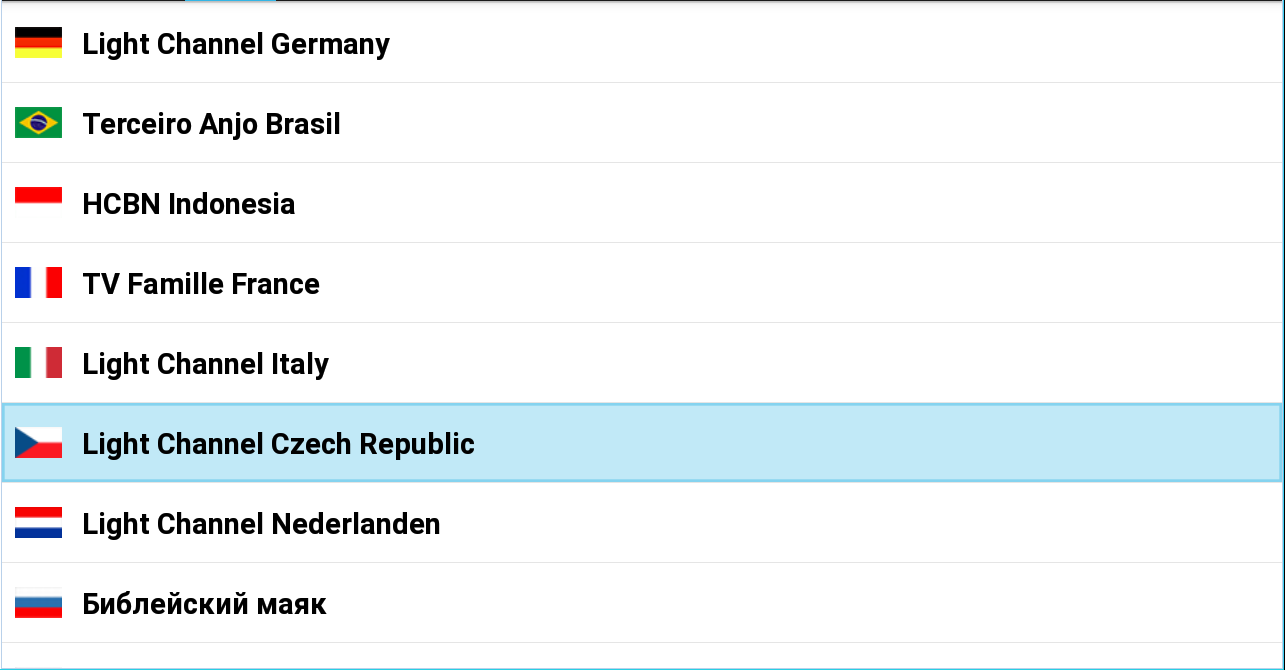 Light Channel Germany
Terceiro Anjo Brasil
HCBN Indonesia
TV Famille France
Light Channel Italy
Light Channel Czech Republic
Light Channel Nederlanden
Библейский маяк